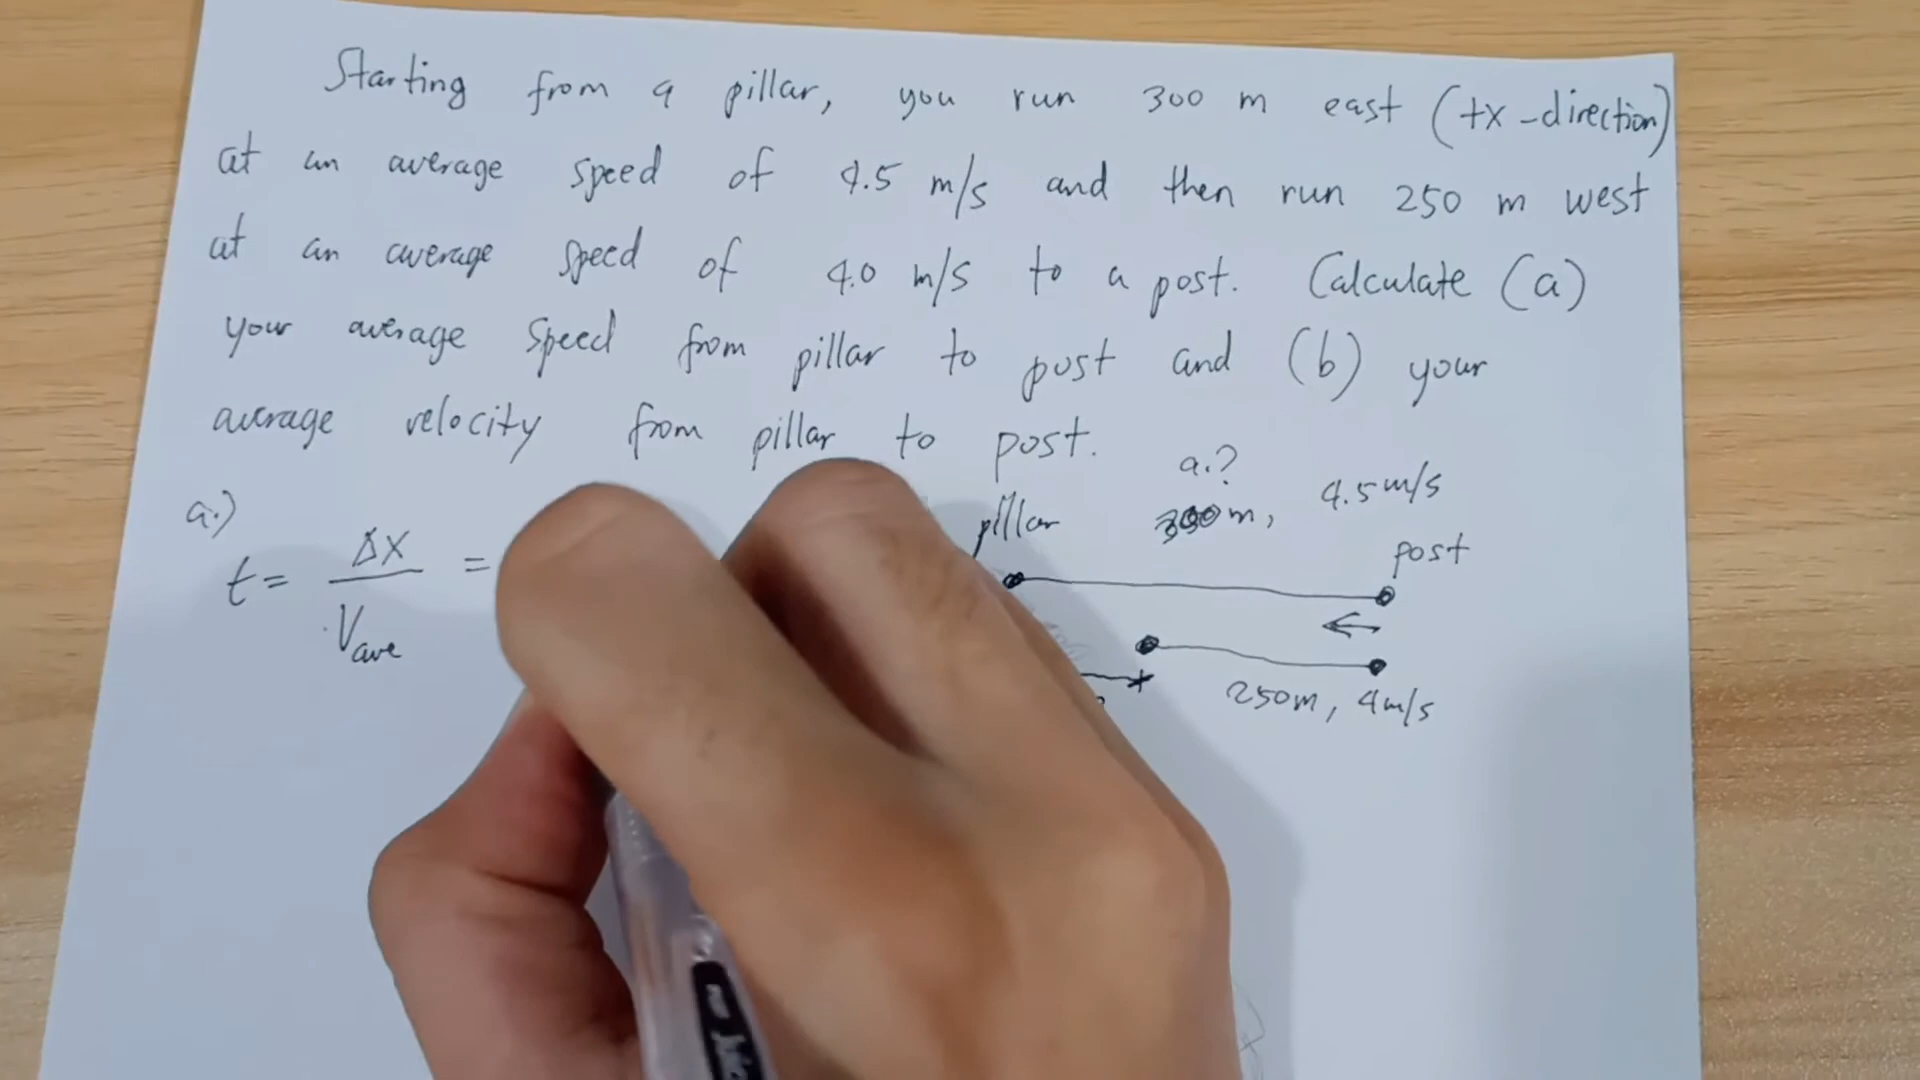 Starting from a pillar, you run 300 m east (+x-direction)
at an average speed of 4.5 m/s and then run 250 m west
at an average speed of 4.0 m/s to a post. Calculate (a)
your average speed from pillar to post and (b) your
average velocity from pillar to post.
a.)
t = Δx / Vave =
a.?
pillar 300m, 4.5 m/s
post
250m, 4m/s